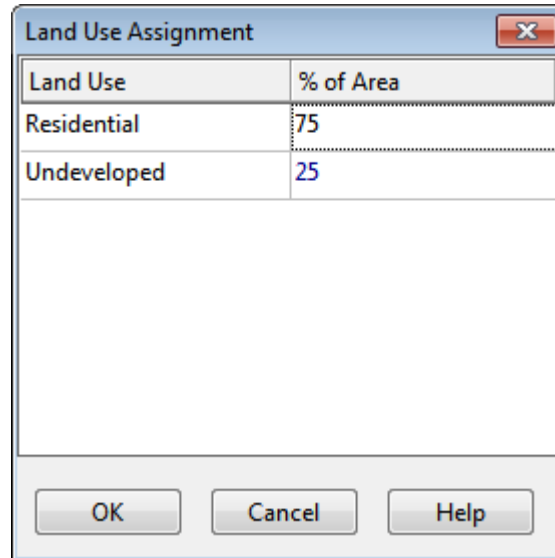 Land Use Assignment
Land Use % of Area
Residential 75
Undeveloped 25
OK Cancel Help